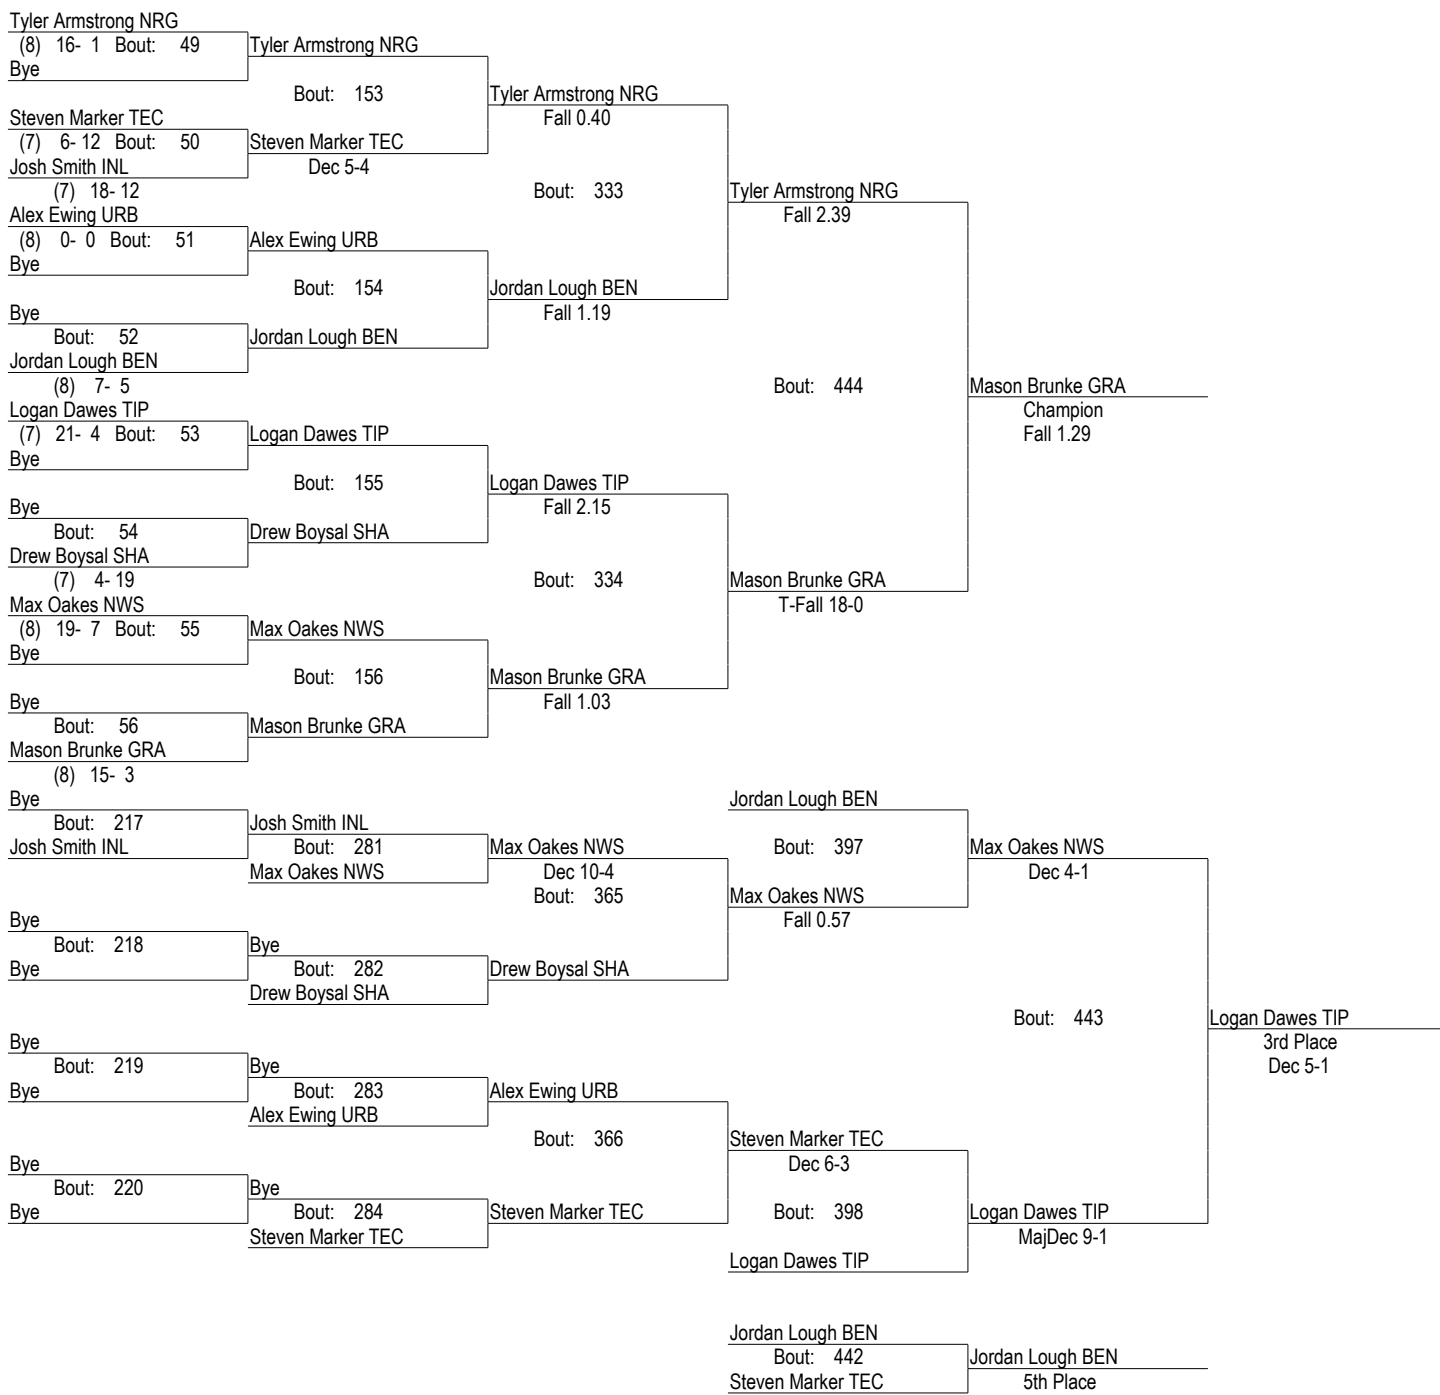 Tyler Armstrong NRG
(8) 16- 1 Bout: 49
Bye
Tyler Armstrong NRG
Bout: 153
Steven Marker TEC
(7) 6- 12 Bout: 50
Josh Smith INL
(7) 18- 12
Steven Marker TEC
Dec 5-4
Tyler Armstrong NRG
Fall 0.40
Bout: 333
Alex Ewing URB
(8) 0- 0 Bout: 51
Bye
Alex Ewing URB
Bout: 154
Bye
Bout: 52
Jordan Lough BEN
(8) 7- 5
Jordan Lough BEN
Jordan Lough BEN
Fall 1.19
Tyler Armstrong NRG
Fall 2.39
Bout: 444
Logan Dawes TIP
(7) 21- 4 Bout: 53
Bye
Logan Dawes TIP
Bout: 155
Bye
Bout: 54
Drew Boysal SHA
(7) 4- 19
Drew Boysal SHA
Logan Dawes TIP
Fall 2.15
Bout: 334
Max Oakes NWS
(8) 19- 7 Bout: 55
Bye
Max Oakes NWS
Bout: 156
Bye
Bout: 56
Mason Brunke GRA
(8) 15- 3
Mason Brunke GRA
Mason Brunke GRA
Fall 1.03
Mason Brunke GRA
T-Fall 18-0
Mason Brunke GRA
Champion
Fall 1.29
Bye
Bout: 217
Josh Smith INL
Josh Smith INL
Bout: 281
Max Oakes NWS
Max Oakes NWS
Dec 10-4
Bout: 365
Bye
Bout: 218
Bye
Bye
Bout: 282
Drew Boysal SHA
Drew Boysal SHA
Jordan Lough BEN
Bout: 397
Max Oakes NWS
Fall 0.57
Max Oakes NWS
Dec 4-1
Bout: 443
Bye
Bout: 219
Bye
Bye
Bout: 283
Alex Ewing URB
Alex Ewing URB
Bout: 366
Bye
Bout: 220
Bye
Bye
Bout: 284
Steven Marker TEC
Steven Marker TEC
Steven Marker TEC
Dec 6-3
Bout: 398
Logan Dawes TIP
Logan Dawes TIP
MajDec 9-1
Logan Dawes TIP
3rd Place
Dec 5-1
Jordan Lough BEN
Bout: 442
Steven Marker TEC
Jordan Lough BEN
5th Place